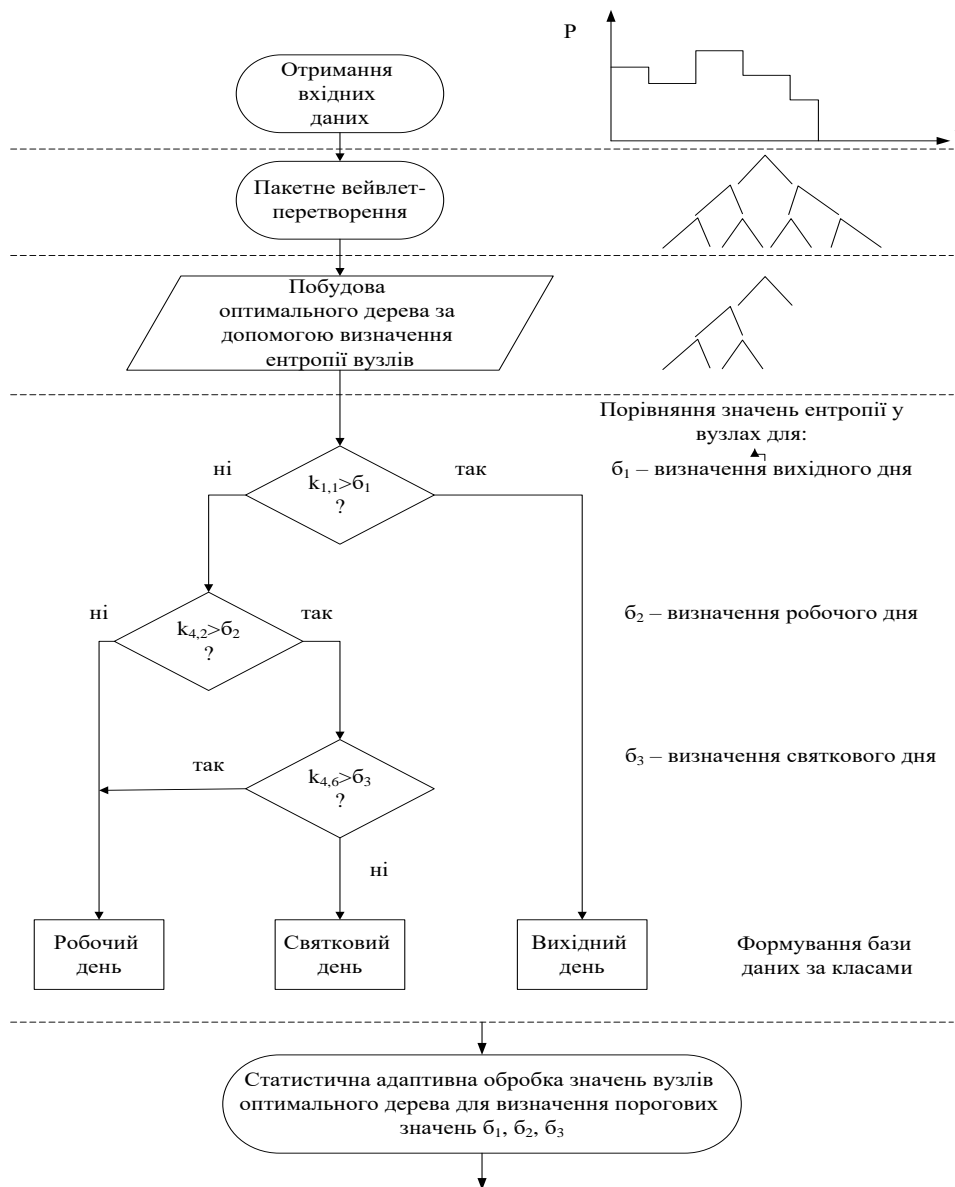 P
Отримання
вхідних
даних
Пакетне вейвлет-
перетворення
Побудова
оптимального дерева за
допомогою визначення
ентропії вузлів
Порівняння значень ентропії у
вузлах для:
ні
так
k1,1>б1
?
б1 – визначення вихідного дня
ні
так
k4,2>б2
?
б2 – визначення робочого дня
так
k4,6>б3
?
б3 – визначення святкового дня
ні
Робочий
день
Святковий
день
Вихідний
день
Формування бази
даних за класами
Статистична адаптивна обробка значень вузлів
оптимального дерева для визначення порогових
значень б1, б2, б3